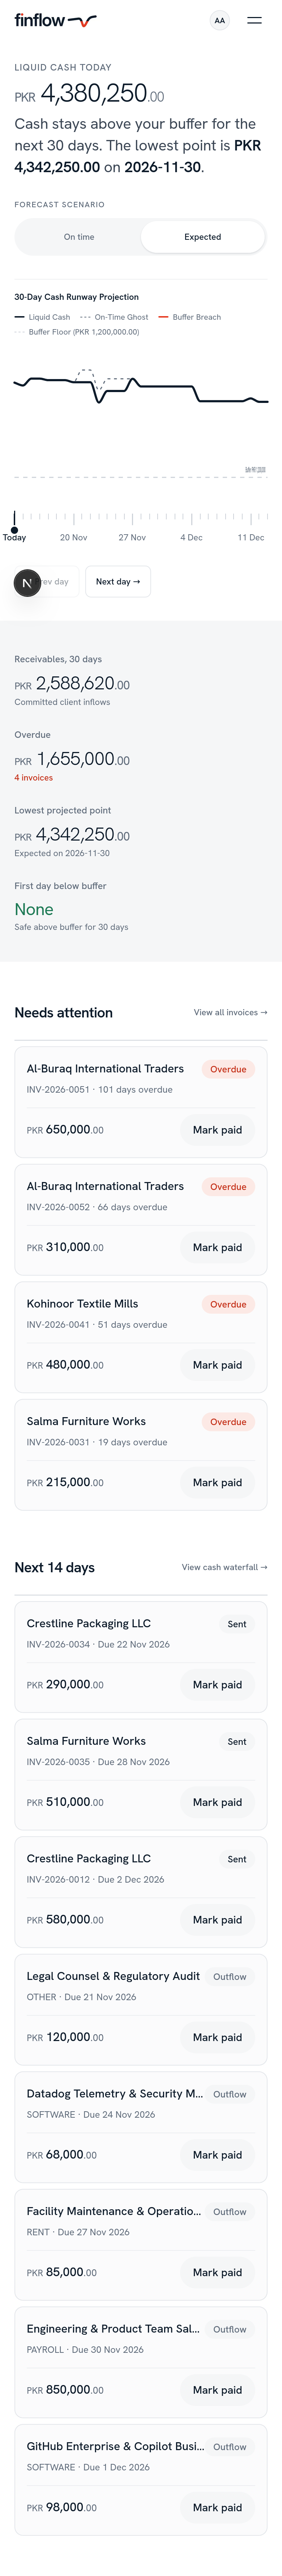 finflow
AA
LIQUID CASH TODAY
PKR 4,380,250.00
Cash stays above your buffer for the
next 30 days. The lowest point is PKR
4,342,250.00 on 2026-11-30.
FORECAST SCENARIO
On time
Expected
30-Day Cash Runway Projection
Liquid Cash
On-Time Ghost
Buffer Breach
Buffer Floor (PKR 1,200,000.00)
Today
20 Nov
27 Nov
4 Dec
11 Dec
N
rev day
Next day →
Receivables, 30 days
PKR 2,588,620.00
Committed client inflows
Overdue
PKR 1,655,000.00
4 invoices
Lowest projected point
PKR 4,342,250.00
Expected on 2026-11-30
First day below buffer
None
Safe above buffer for 30 days
Needs attention
View all invoices →
Al-Buraq International Traders
Overdue
INV-2026-0051 · 101 days overdue
PKR 650,000.00
Mark paid
Al-Buraq International Traders
Overdue
INV-2026-0052 · 66 days overdue
PKR 310,000.00
Mark paid
Kohinoor Textile Mills
Overdue
INV-2026-0041 · 51 days overdue
PKR 480,000.00
Mark paid
Salma Furniture Works
Overdue
INV-2026-0031 · 19 days overdue
PKR 215,000.00
Mark paid
Next 14 days
View cash waterfall →
Crestline Packaging LLC
Sent
INV-2026-0034 · Due 22 Nov 2026
PKR 290,000.00
Mark paid
Salma Furniture Works
Sent
INV-2026-0035 · Due 28 Nov 2026
PKR 510,000.00
Mark paid
Crestline Packaging LLC
Sent
INV-2026-0012 · Due 2 Dec 2026
PKR 580,000.00
Mark paid
Legal Counsel & Regulatory Audit
Outflow
OTHER · Due 21 Nov 2026
PKR 120,000.00
Mark paid
Datadog Telemetry & Security M...
Outflow
SOFTWARE · Due 24 Nov 2026
PKR 68,000.00
Mark paid
Facility Maintenance & Operatio...
Outflow
RENT · Due 27 Nov 2026
PKR 85,000.00
Mark paid
Engineering & Product Team Sal...
Outflow
PAYROLL · Due 30 Nov 2026
PKR 850,000.00
Mark paid
GitHub Enterprise & Copilot Busi...
Outflow
SOFTWARE · Due 1 Dec 2026
PKR 98,000.00
Mark paid